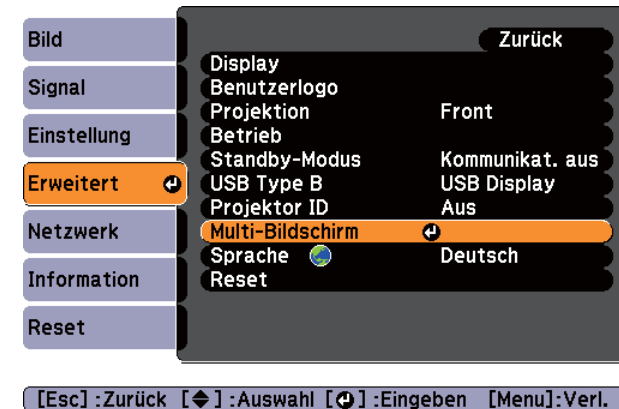 Bild
Signal
Einstellung
Erweitert
Netzwerk
Information
Reset
Zurück
Display
Benutzerlogo
Projektion Front
Betrieb
Standby-Modus Kommunikat. aus
USB Type B USB Display
Projektor ID Aus
Multi-Bildschirm
Sprache Deutsch
Reset
[Esc] :Zurück [◆] :Auswahl [↵] :Eingeben [Menu]:Verl.